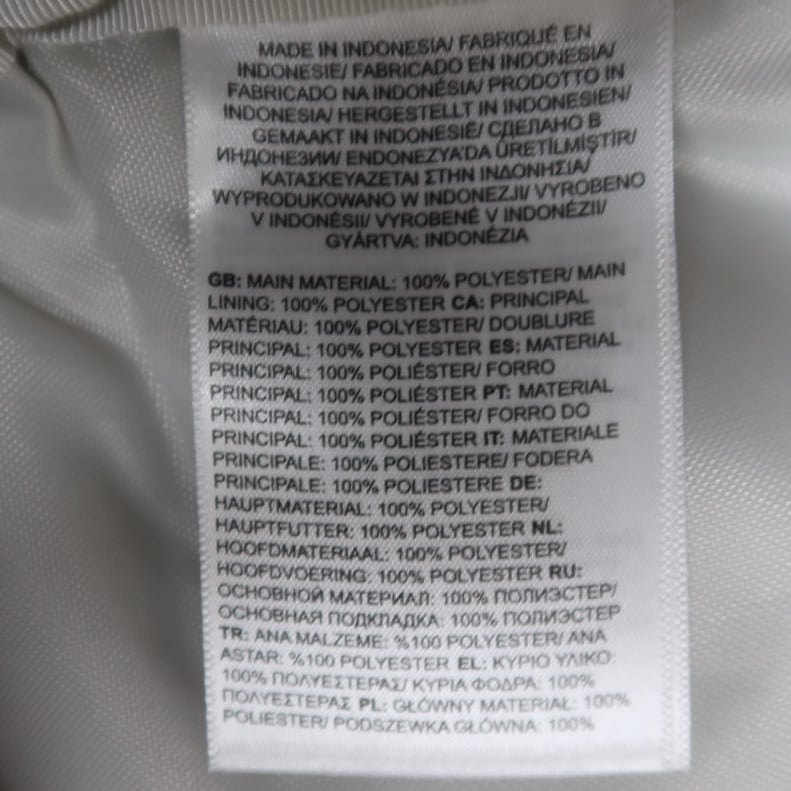 MADE IN INDONESIA/ FABRIQUÉ EN
INDONESIE/ FABRICADO EN INDONESIA/
FABRICADO NA INDONÉSIA/ PRODOTTO IN
INDONESIA/ HERGESTELLT IN INDONESIEN/
GEMAAKT IN INDONESIË/ СДЕЛАНО В
ИНДОНЕЗИИ/ ENDONEZYA'DA ÜRETİLMİŞTİR/
ΚΑΤΑΣΚΕΥΑΖΕΤΑΙ ΣΤΗΝ ΙΝΔΟΝΗΣΙΑ/
WYPRODUKOWANO W INDONEZJI/ VYROBENO
V INDONÉSII/ VYROBENÉ V INDONÉZII/
GYÁRTVA: INDONÉZIA
GB: MAIN MATERIAL: 100% POLYESTER/ MAIN
LINING: 100% POLYESTER CA: PRINCIPAL
MATÉRIAU: 100% POLYESTER/ DOUBLURE
PRINCIPAL: 100% POLYESTER ES: MATERIAL
PRINCIPAL: 100% POLIÉSTER/ FORRO
PRINCIPAL: 100% POLIÉSTER PT: MATERIAL
PRINCIPAL: 100% POLIÉSTER/ FORRO DO
PRINCIPAL: 100% POLIÉSTER IT: MATERIALE
PRINCIPALE: 100% POLIESTERE/ FODERA
PRINCIPALE: 100% POLIESTERE DE:
HAUPTMATERIAL: 100% POLYESTER/
HAUPTFUTTER: 100% POLYESTER NL:
HOOFDMATERIAAL: 100% POLYESTER/
HOOFDVOERING: 100% POLYESTER RU:
ОСНОВНОЙ МАТЕРИАЛ: 100% ПОЛИЭСТЕР/
ОСНОВНАЯ ПОДКЛАДКА: 100% ПОЛИЭСТЕР
TR: ANA MALZEME: %100 POLYESTER/ ANA
ASTAR: %100 POLYESTER EL: ΚΥΡΙΟ ΥΛΙΚΟ:
100% ΠΟΛΥΕΣΤΕΡΑΣ/ ΚΥΡΙΑ ΦΟΔΡΑ: 100%
ΠΟΛΥΕΣΤΕΡΑΣ PL: GŁÓWNY MATERIAŁ: 100%
POLIESTER/ PODSZEWKA GŁÓWNA: 100%